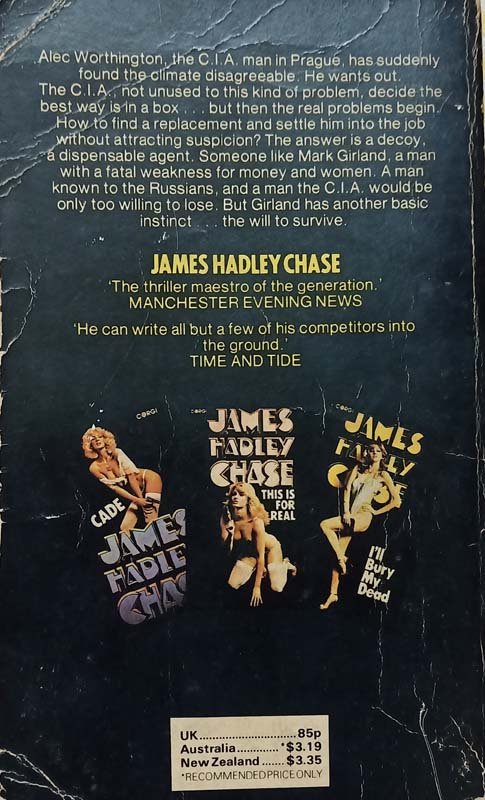 Alec Worthington, the C.I.A. man in Prague, has suddenly
found the climate disagreeable. He wants out.
The C.I.A., not unused to this kind of problem, decide the
best way is in a box . . . but then the real problems begin.
How to find a replacement and settle him into the job
without attracting suspicion? The answer is a decoy,
a dispensable agent. Someone like Mark Girland, a man
with a fatal weakness for money and women. A man
known to the Russians, and a man the C.I.A. would be
only too willing to lose. But Girland has another basic
instinct . . . the will to survive.
JAMES HADLEY CHASE
'The thriller maestro of the generation.'
MANCHESTER EVENING NEWS
'He can write all but a few of his competitors into
the ground.'
TIME AND TIDE
CORGI
CADE
JAMES
HADLEY
CHAS
CORGI
JAMES
HADLEY
CHASE
THIS IS
FOR
REAL
CORGI
JAMES
HADLEY
CHASE
I'll
Bury
My
Dead
UK........................85p
Australia............*$3.19
New Zealand......$3.35
*RECOMMENDED PRICE ONLY